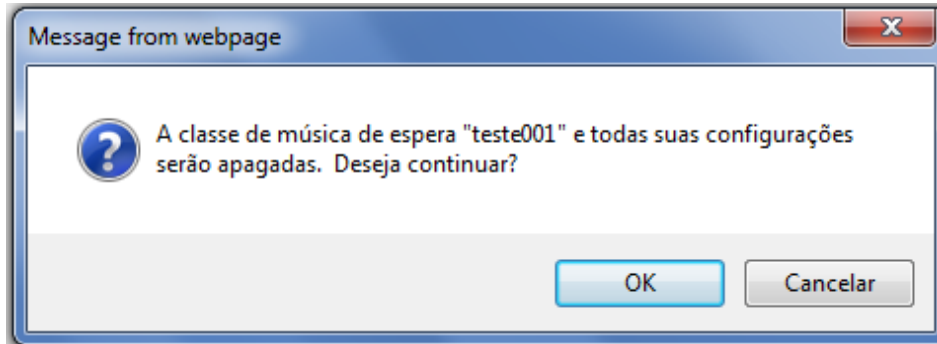 Message from webpage
A classe de música de espera "teste001" e todas suas configurações
serão apagadas.  Deseja continuar?
OK
Cancelar